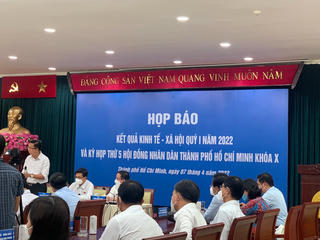 ĐẢNG CỘNG SẢN VIỆT NAM QUANG VINH MUÔN NĂM!
HỌP BÁO
KẾT QUẢ KINH TẾ - XÃ HỘI QUÝ I NĂM 2022
VÀ KỲ HỌP THỨ 5 HỘI ĐỒNG NHÂN DÂN THÀNH PHỐ HỒ CHÍ MINH KHÓA X
Thành phố Hồ Chí Minh, ngày 07 tháng 4 năm 2022